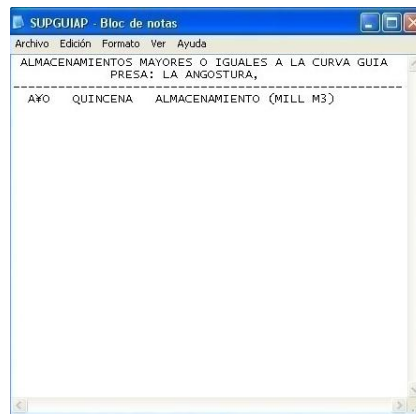 SUPGUIAP - Bloc de notas
Archivo Edición Formato Ver Ayuda
ALMACENAMIENTOS MAYORES O IGUALES A LA CURVA GUIA
PRESA: LA ANGOSTURA,
--------------------------------------------------
A¥O QUINCENA ALMACENAMIENTO (MILL M3)